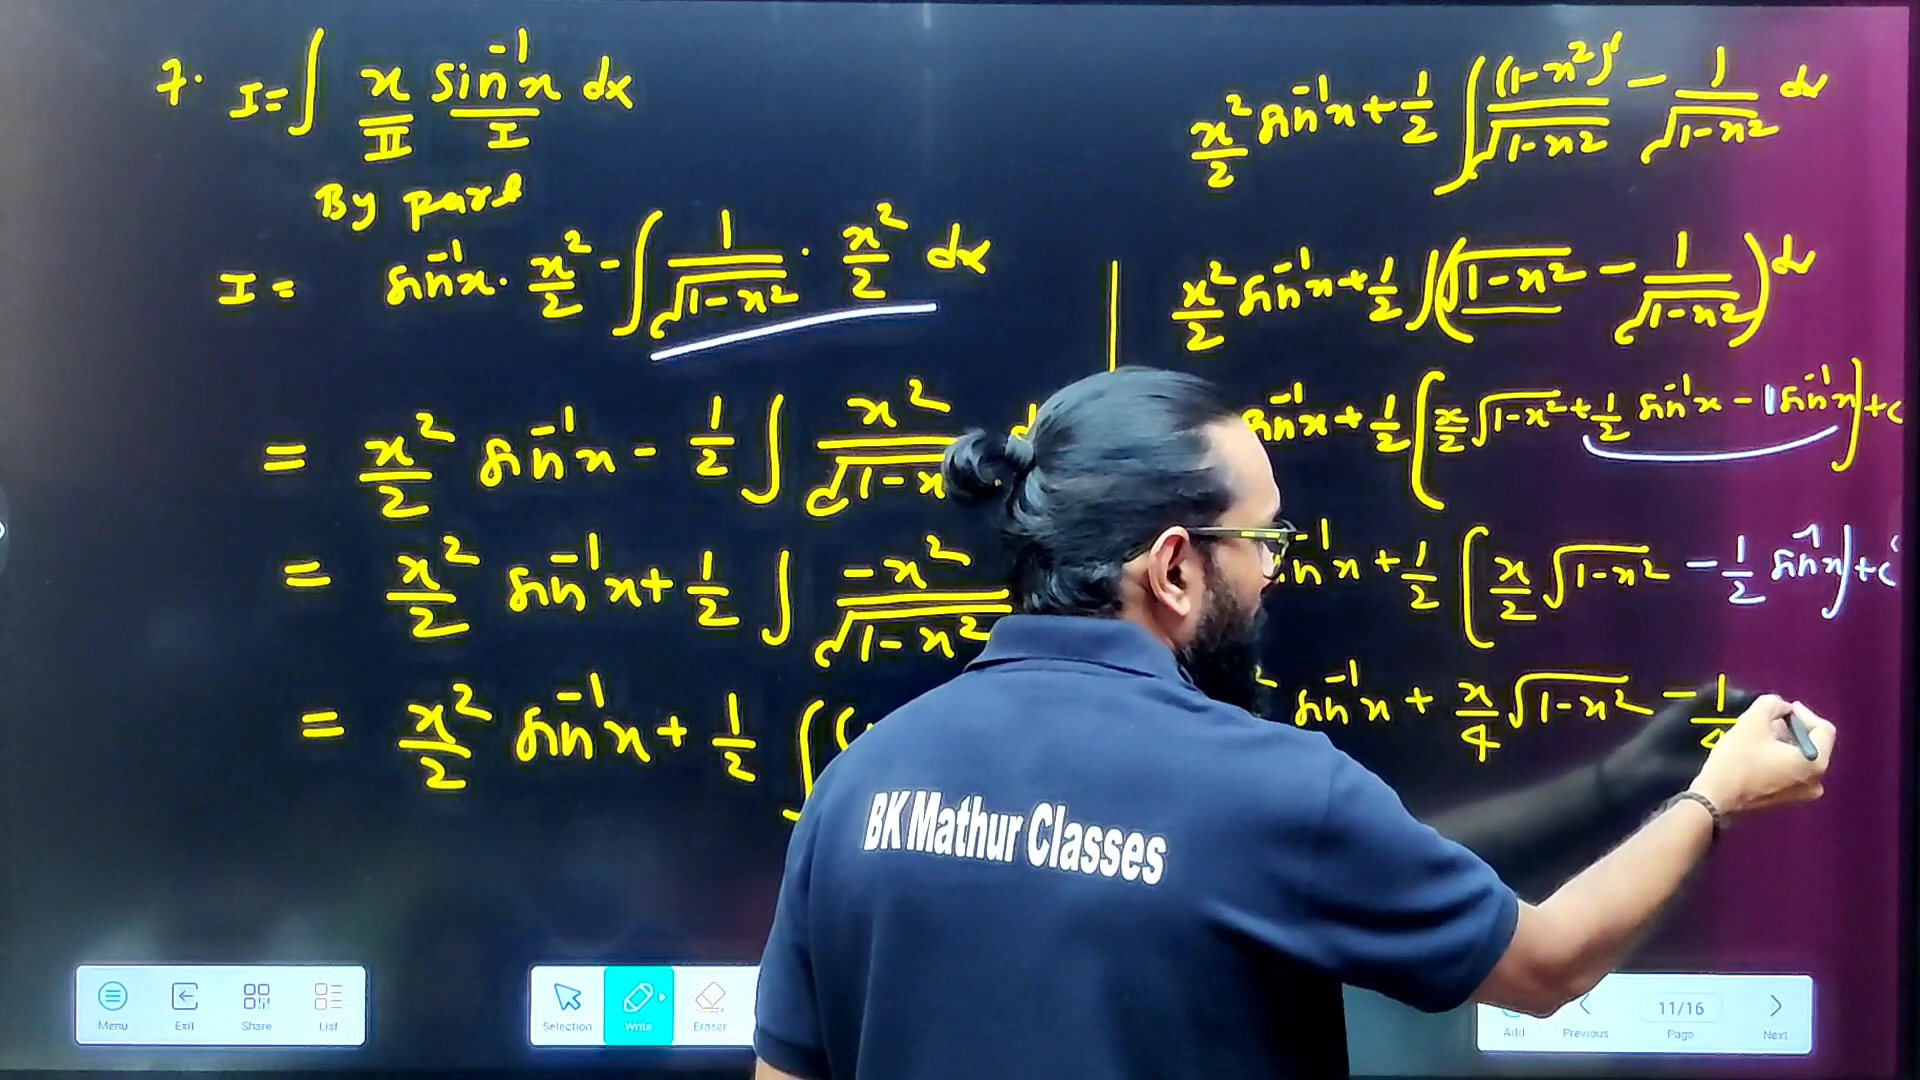 7. I = ∫ x/II sin⁻¹x/I dx
By part
I = sin⁻¹x · x²/2 - ∫ 1/√(1-x²) · x²/2 dx
= x²/2 sin⁻¹x - 1/2 ∫ x²/√(1-x
= x²/2 sin⁻¹x + 1/2 ∫ -x²/√(1-x²
= x²/2 sin⁻¹x + 1/2 ∫ (
x²/2 sin⁻¹x + 1/2 ∫ (1-x²)¹/√(1-x²) - 1/√(1-x²) dx
x²/2 sin⁻¹x + 1/2 ∫ (√(1-x²) - 1/√(1-x²)) dx
sin⁻¹x + 1/2 [x/2 √(1-x²) + 1/2 sin⁻¹x - 1 sin⁻¹x] + c
sin⁻¹x + 1/2 [x/2 √(1-x²) - 1/2 sin⁻¹x] + c
sin⁻¹x + x/4 √(1-x²) - 1/4
BK Mathur Classes
Menu Exit Share List
Selection Write Eraser
Add Previous 11/16 Page Next